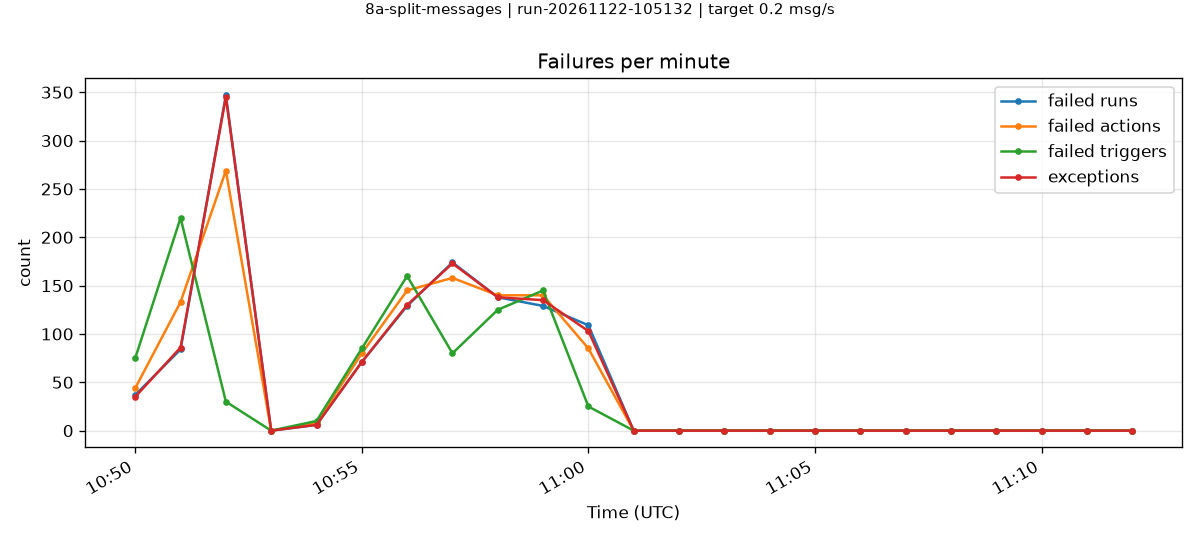 8a-split-messages | run-20261122-105132 | target 0.2 msg/s
Failures per minute
count
350
300
250
200
150
100
50
0
failed runs
failed actions
failed triggers
exceptions
10:50
10:55
11:00
11:05
11:10
Time (UTC)